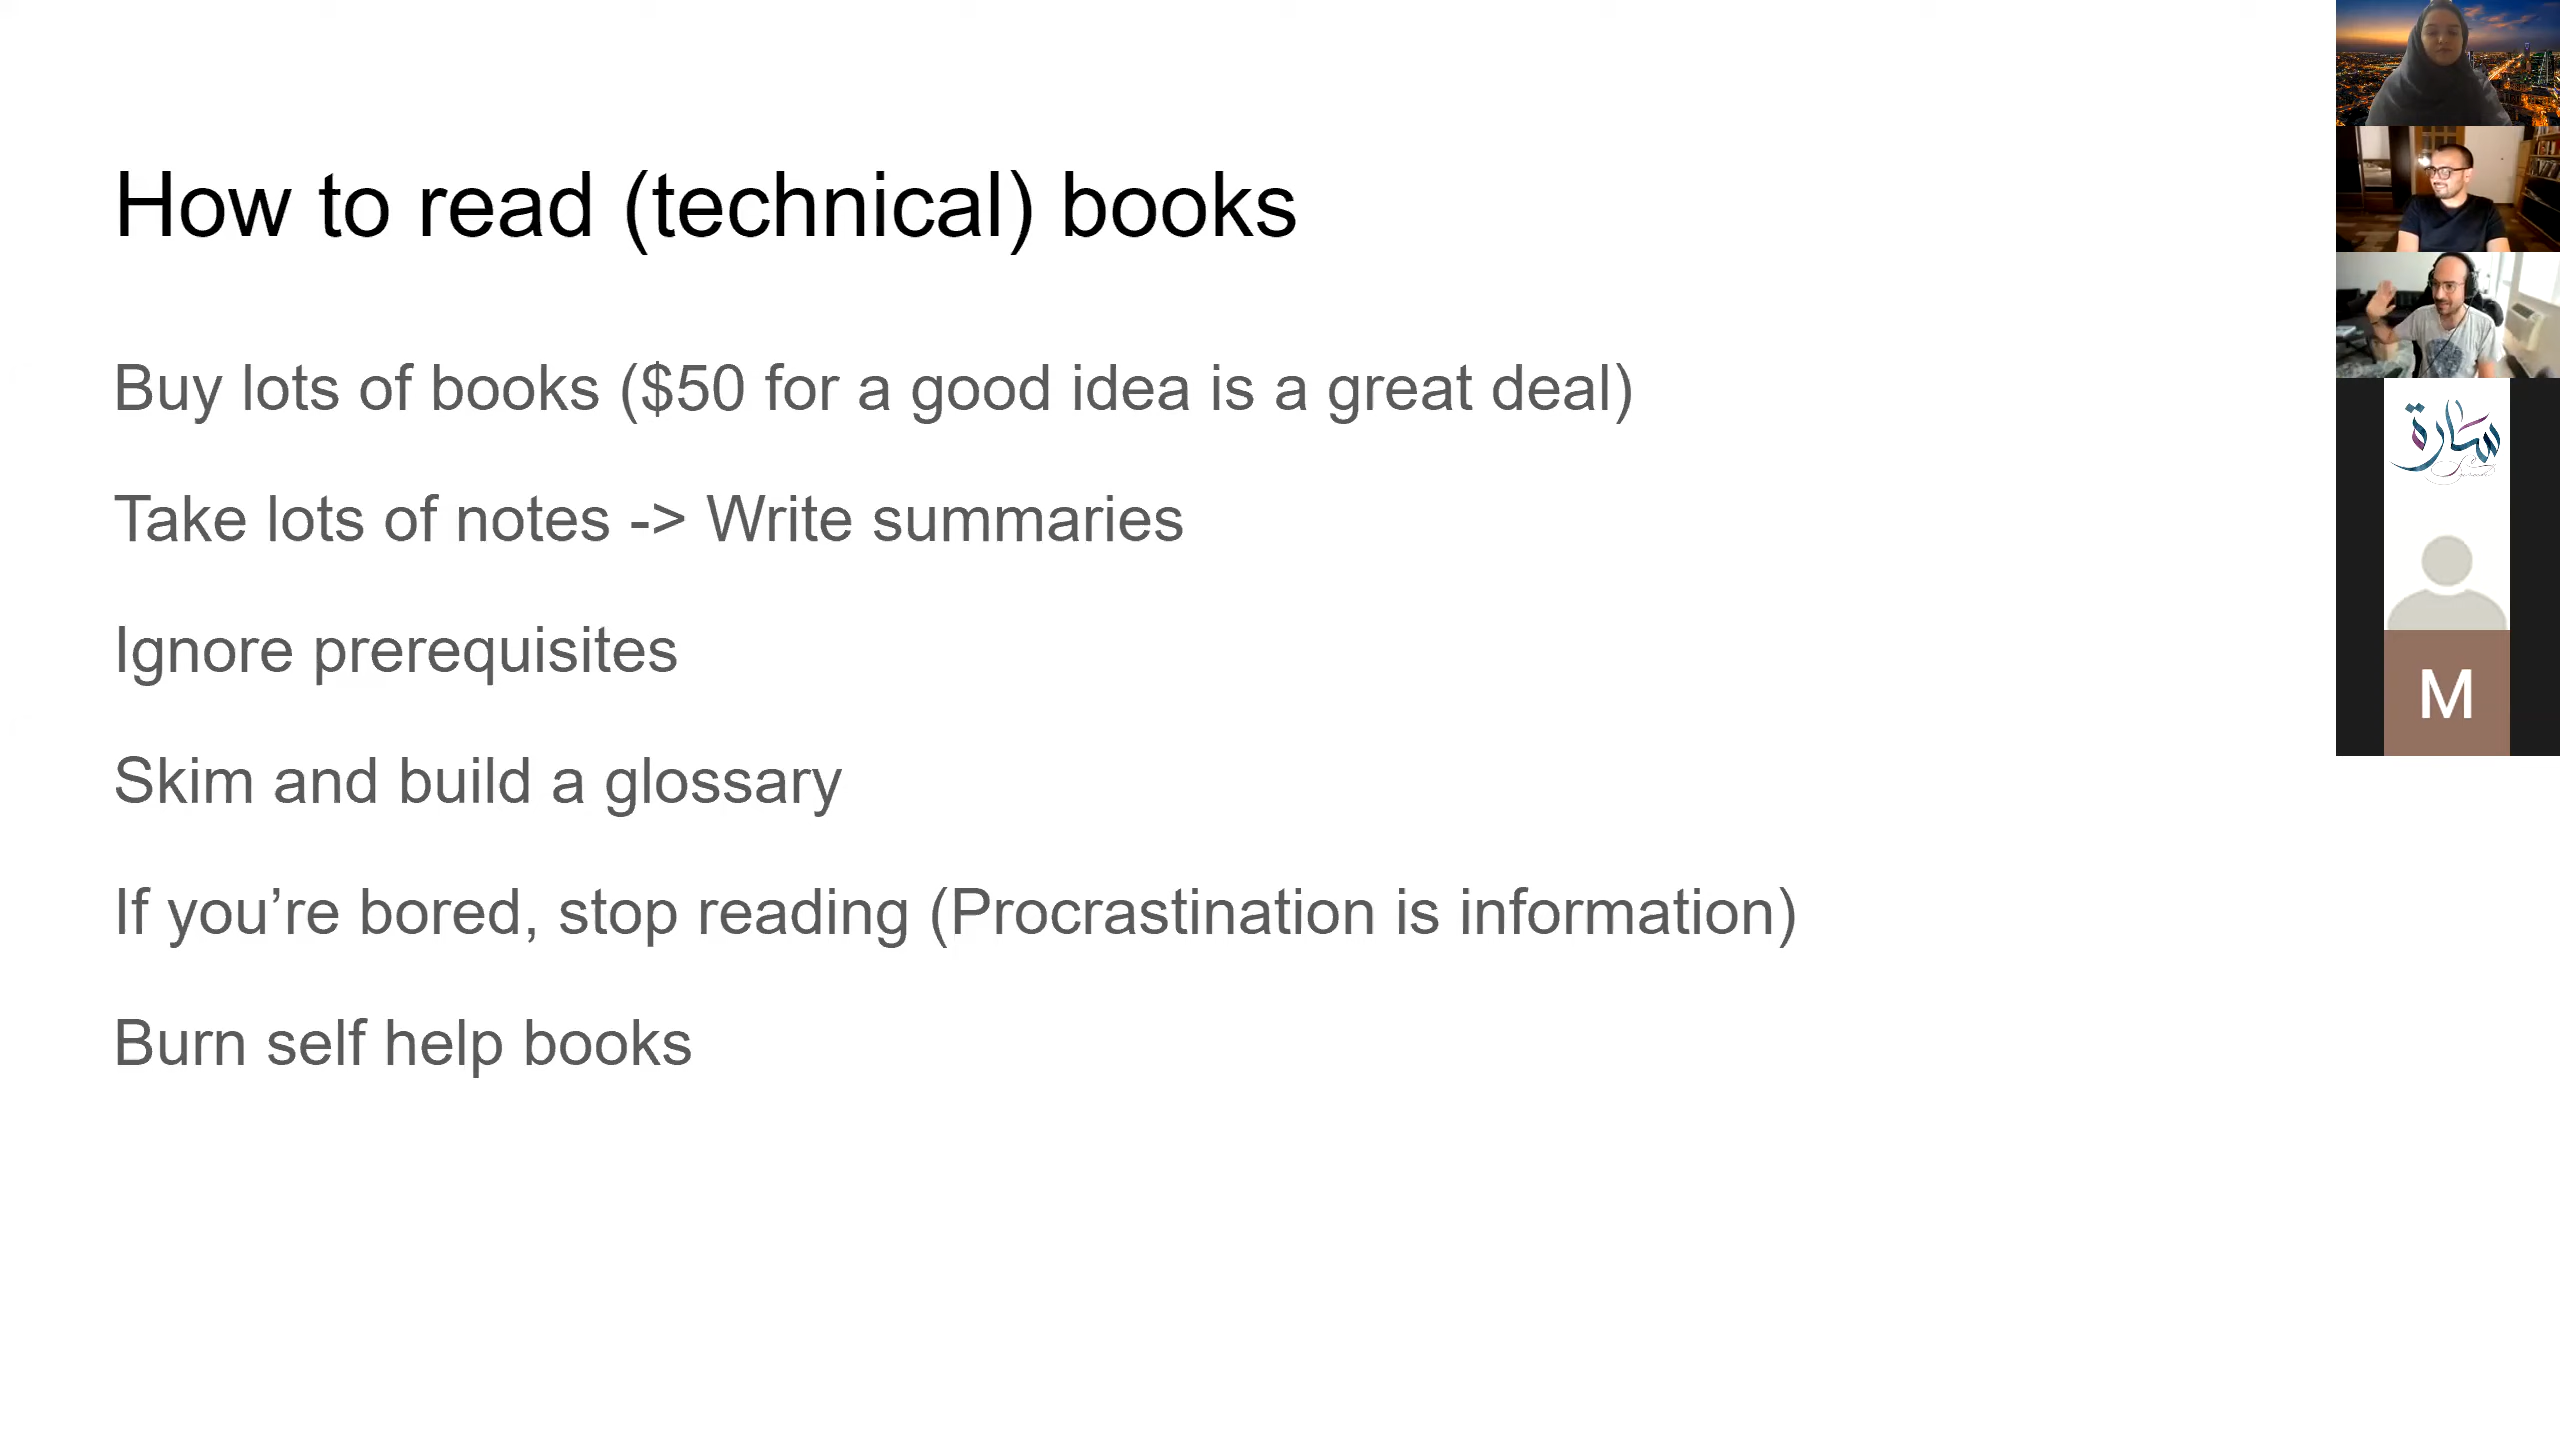 How to read (technical) books
Buy lots of books ($50 for a good idea is a great deal)
Take lots of notes -> Write summaries
Ignore prerequisites
Skim and build a glossary
If you’re bored, stop reading (Procrastination is information)
Burn self help books
سارة
M